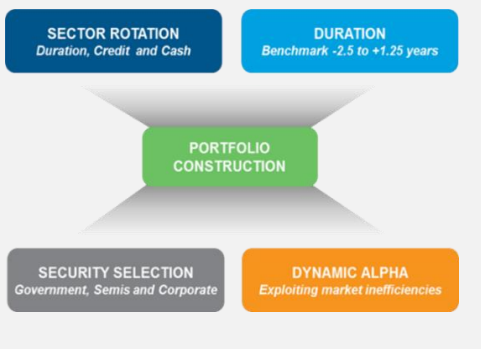 SECTOR ROTATION
Duration, Credit and Cash
DURATION
Benchmark -2.5 to +1.25 years
PORTFOLIO
CONSTRUCTION
SECURITY SELECTION
Government, Semis and Corporate
DYNAMIC ALPHA
Exploiting market inefficiencies